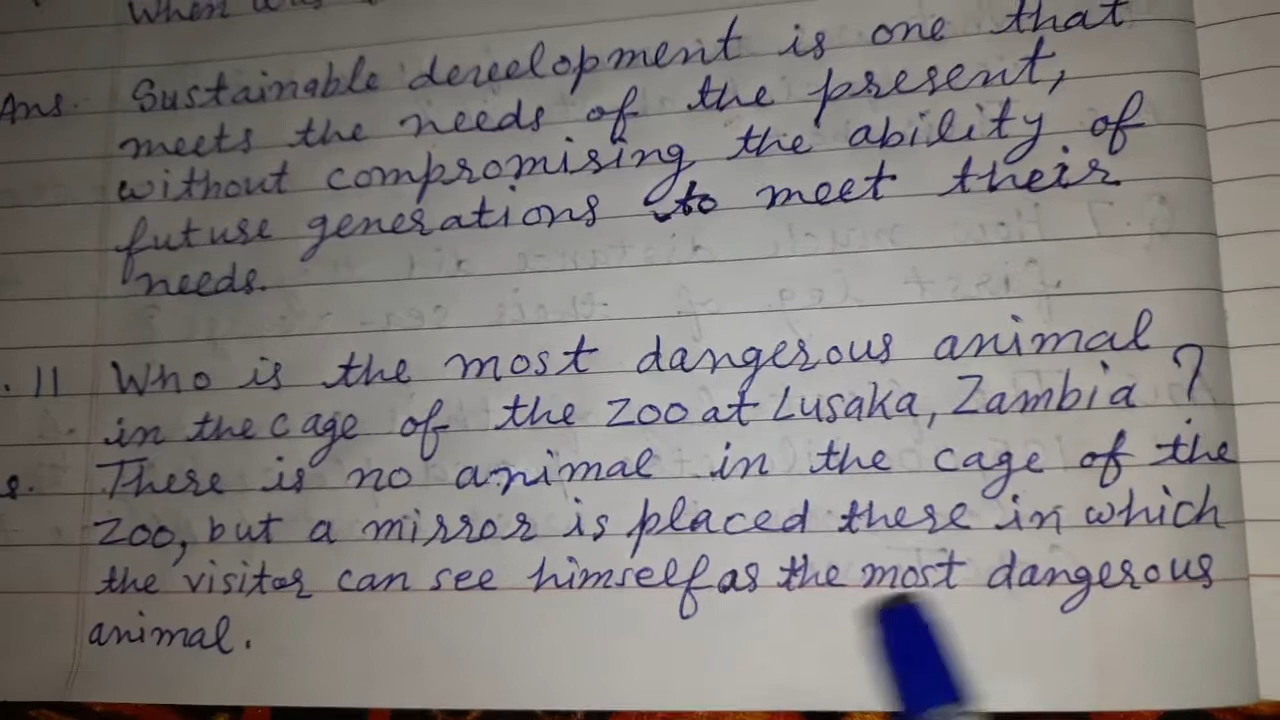 When
Ans. Sustainable development is one that
meets the needs of the present,
without compromising the ability of
future generations to meet their
needs.
. 11 Who is the most dangerous animal
in the cage of the Zoo at Lusaka, Zambia ?
s. There is no animal in the cage of the
Zoo, but a mirror is placed there in which
the visitor can see himself as the most dangerous
animal.